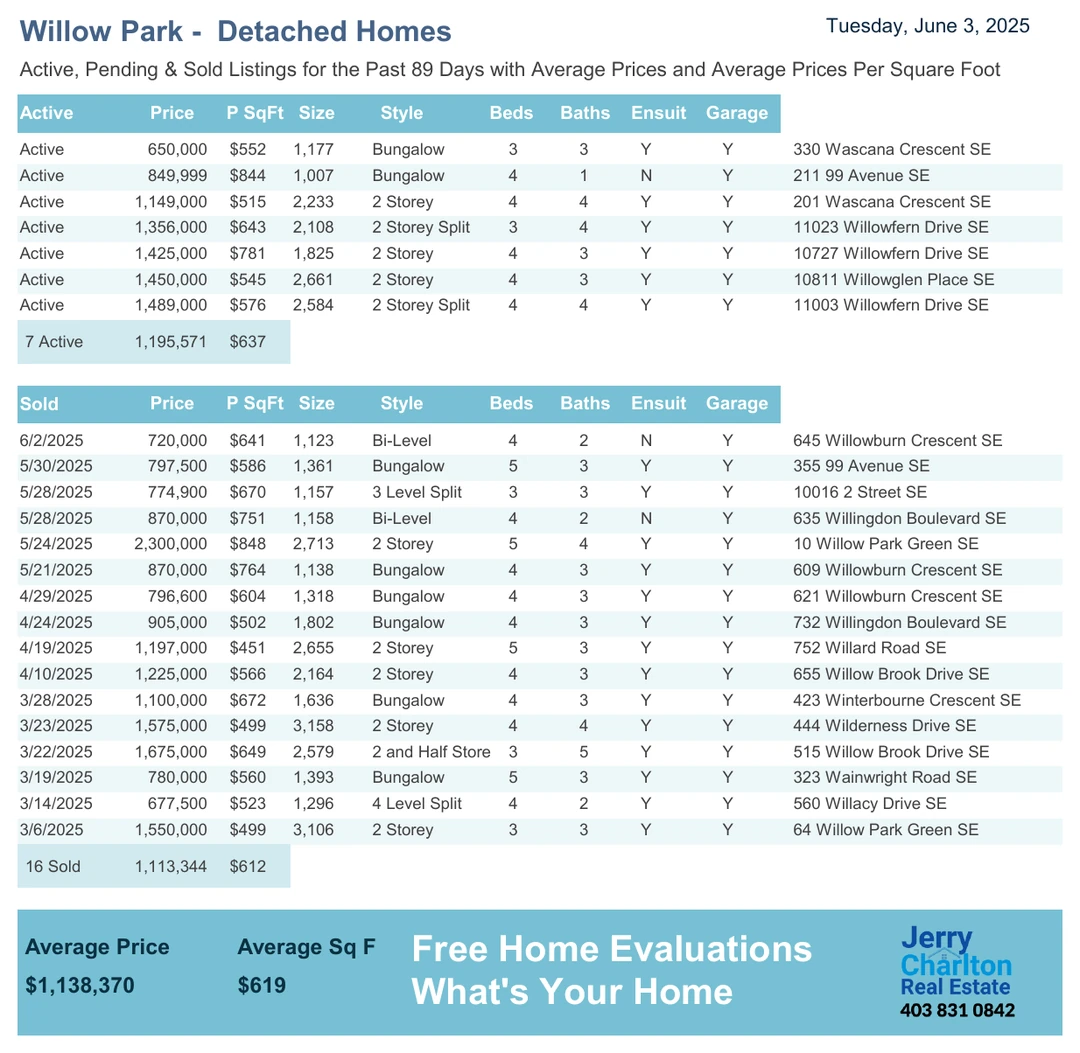 Willow Park - Detached Homes
Tuesday, June 3, 2025
Active, Pending & Sold Listings for the Past 89 Days with Average Prices and Average Prices Per Square Foot
Active Price P SqFt Size Style Beds Baths Ensuit Garage
Active 650,000 $552 1,177 Bungalow 3 3 Y Y 330 Wascana Crescent SE
Active 849,999 $844 1,007 Bungalow 4 1 N Y 211 99 Avenue SE
Active 1,149,000 $515 2,233 2 Storey 4 4 Y Y 201 Wascana Crescent SE
Active 1,356,000 $643 2,108 2 Storey Split 3 4 Y Y 11023 Willowfern Drive SE
Active 1,425,000 $781 1,825 2 Storey 4 3 Y Y 10727 Willowfern Drive SE
Active 1,450,000 $545 2,661 2 Storey 4 3 Y Y 10811 Willowglen Place SE
Active 1,489,000 $576 2,584 2 Storey Split 4 4 Y Y 11003 Willowfern Drive SE
7 Active 1,195,571 $637
Sold Price P SqFt Size Style Beds Baths Ensuit Garage
6/2/2025 720,000 $641 1,123 Bi-Level 4 2 N Y 645 Willowburn Crescent SE
5/30/2025 797,500 $586 1,361 Bungalow 5 3 Y Y 355 99 Avenue SE
5/28/2025 774,900 $670 1,157 3 Level Split 3 3 Y Y 10016 2 Street SE
5/28/2025 870,000 $751 1,158 Bi-Level 4 2 N Y 635 Willingdon Boulevard SE
5/24/2025 2,300,000 $848 2,713 2 Storey 5 4 Y Y 10 Willow Park Green SE
5/21/2025 870,000 $764 1,138 Bungalow 4 3 Y Y 609 Willowburn Crescent SE
4/29/2025 796,600 $604 1,318 Bungalow 4 3 Y Y 621 Willowburn Crescent SE
4/24/2025 905,000 $502 1,802 Bungalow 4 3 Y Y 732 Willingdon Boulevard SE
4/19/2025 1,197,000 $451 2,655 2 Storey 5 3 Y Y 752 Willard Road SE
4/10/2025 1,225,000 $566 2,164 2 Storey 4 3 Y Y 655 Willow Brook Drive SE
3/28/2025 1,100,000 $672 1,636 Bungalow 4 3 Y Y 423 Winterbourne Crescent SE
3/23/2025 1,575,000 $499 3,158 2 Storey 4 4 Y Y 444 Wilderness Drive SE
3/22/2025 1,675,000 $649 2,579 2 and Half Store 3 5 Y Y 515 Willow Brook Drive SE
3/19/2025 780,000 $560 1,393 Bungalow 5 3 Y Y 323 Wainwright Road SE
3/14/2025 677,500 $523 1,296 4 Level Split 4 2 Y Y 560 Willacy Drive SE
3/6/2025 1,550,000 $499 3,106 2 Storey 3 3 Y Y 64 Willow Park Green SE
16 Sold 1,113,344 $612
Average Price Average Sq F
$1,138,370 $619
Free Home Evaluations
What's Your Home
Jerry
Charlton
Real Estate
403 831 0842